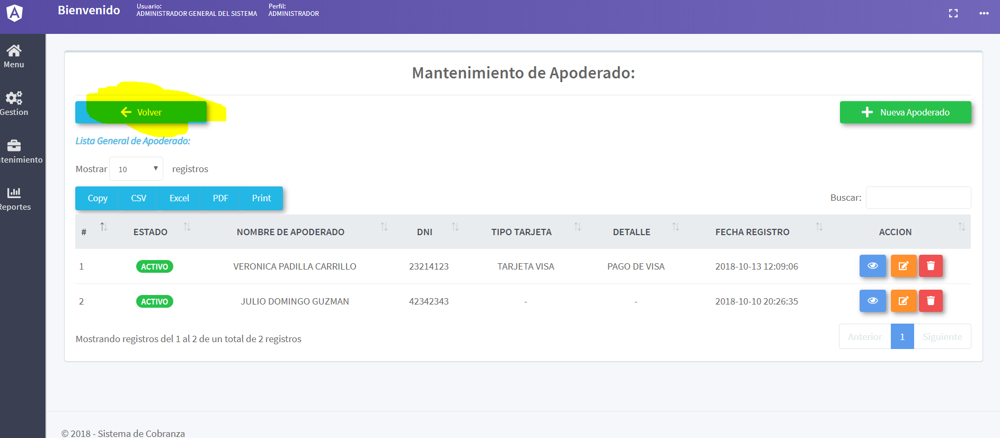 Bienvenido
Usuario:
ADMINISTRADOR GENERAL DEL SISTEMA
Perfil:
ADMINISTRADOR
Menu
Gestion
tenimiento
Reportes
Mantenimiento de Apoderado:
Volver
Nueva Apoderado
Lista General de Apoderado:
Mostrar 10 registros
Copy CSV Excel PDF Print
Buscar:
# ESTADO NOMBRE DE APODERADO DNI TIPO TARJETA DETALLE FECHA REGISTRO ACCION
1 ACTIVO VERONICA PADILLA CARRILLO 23214123 TARJETA VISA PAGO DE VISA 2018-10-13 12:09:06
2 ACTIVO JULIO DOMINGO GUZMAN 42342343 - - 2018-10-10 20:26:35
Mostrando registros del 1 al 2 de un total de 2 registros
Anterior 1 Siguiente
© 2018 - Sistema de Cobranza